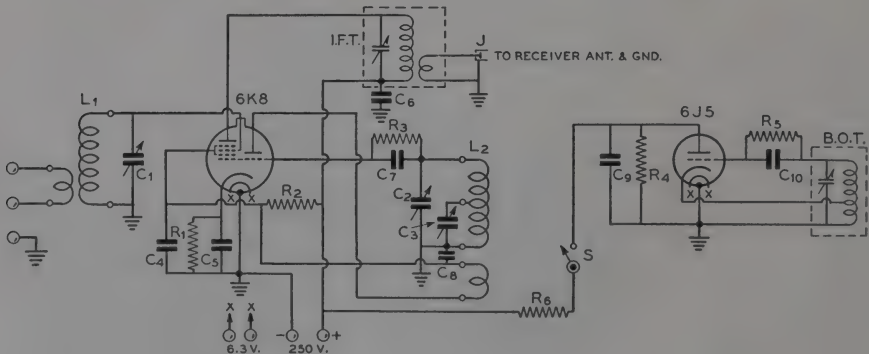 I.F.T.
J
TO RECEIVER ANT. & GND.
L1
6K8
C6
6J5
R5
R3
L2
B.O.T.
C1
C7
C9
R4
C10
C2
R2
C3
X X
X X
R1
C4
C5
C8
S
R6
X X
- +
6.3 V. 250 V.